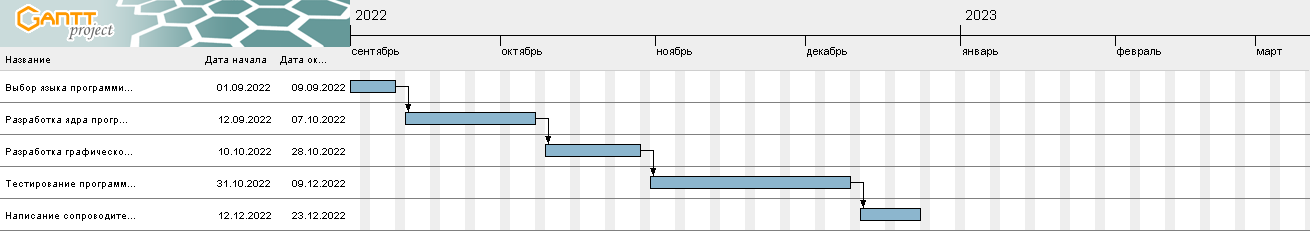 GANTT
project
2022
2023
сентябрь октябрь ноябрь декабрь январь февраль март
Название Дата начала Дата ок...
Выбор языка программи... 01.09.2022 09.09.2022
Разработка ядра прогр... 12.09.2022 07.10.2022
Разработка графическо... 10.10.2022 28.10.2022
Тестирование программ... 31.10.2022 09.12.2022
Написание сопроводите... 12.12.2022 23.12.2022